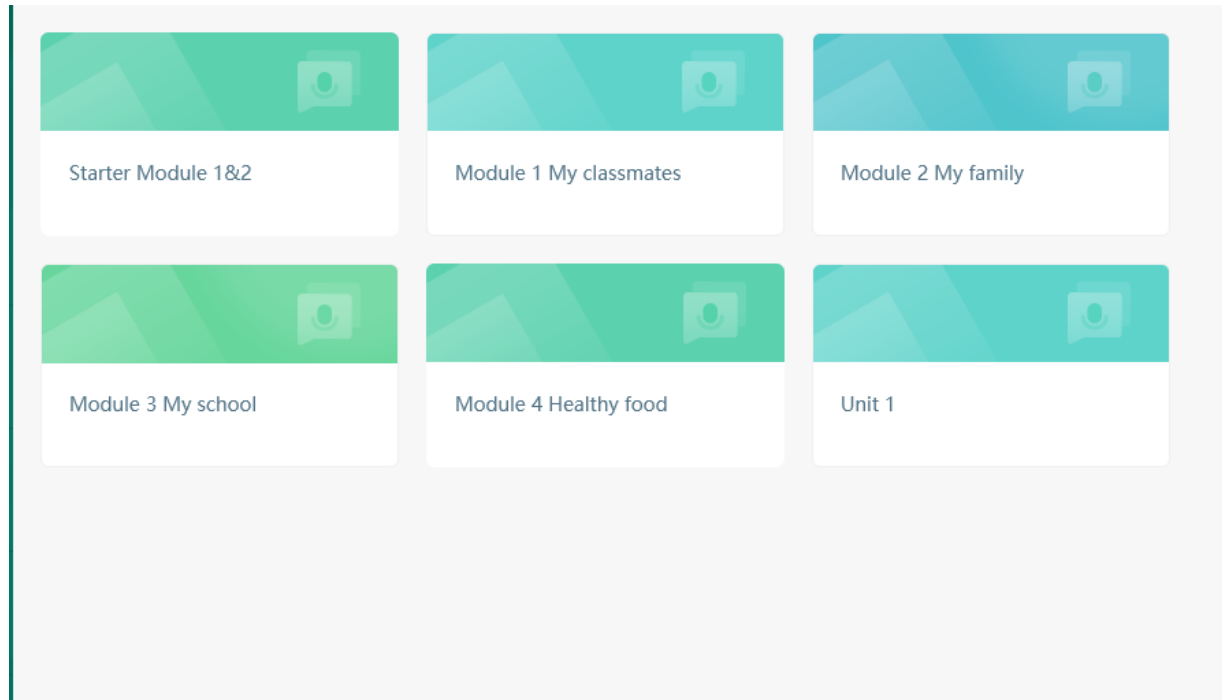 Starter Module 1&2
Module 1 My classmates
Module 2 My family
Module 3 My school
Module 4 Healthy food
Unit 1